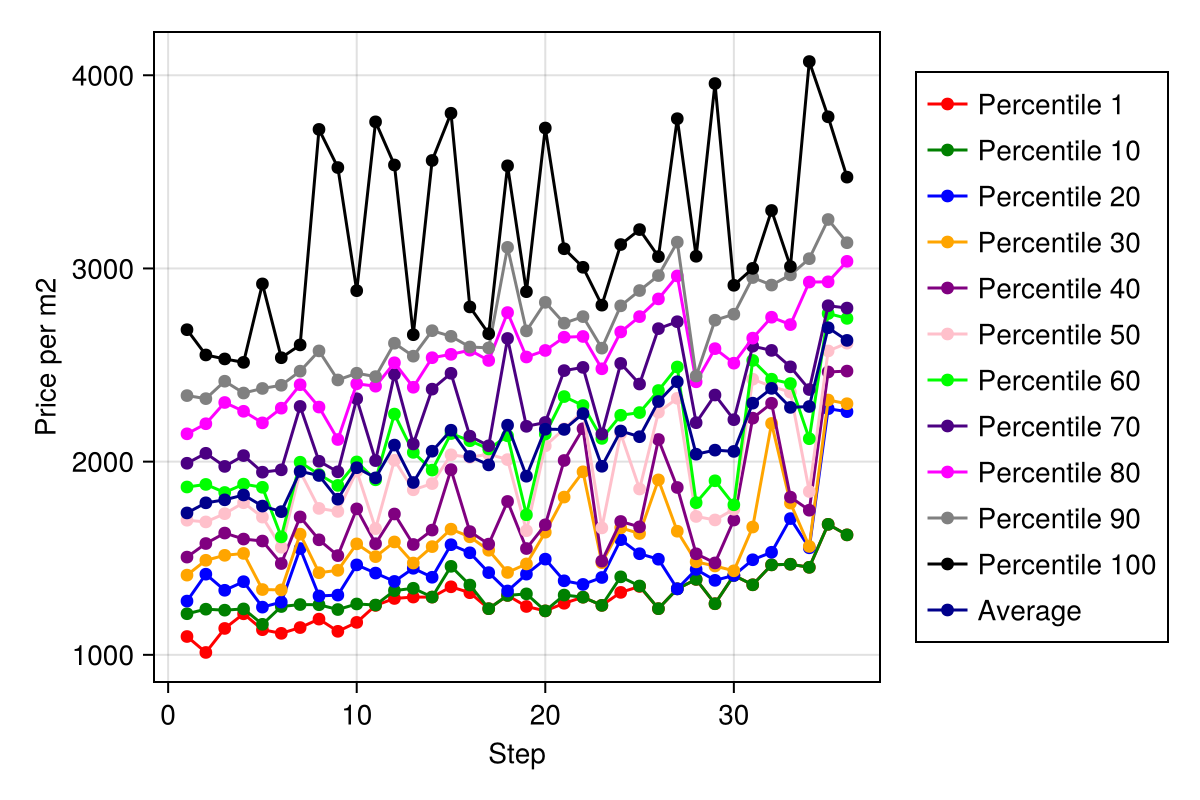 4000
3000
2000
1000
Price per m2
0
10
20
30
Step
Percentile 1
Percentile 10
Percentile 20
Percentile 30
Percentile 40
Percentile 50
Percentile 60
Percentile 70
Percentile 80
Percentile 90
Percentile 100
Average